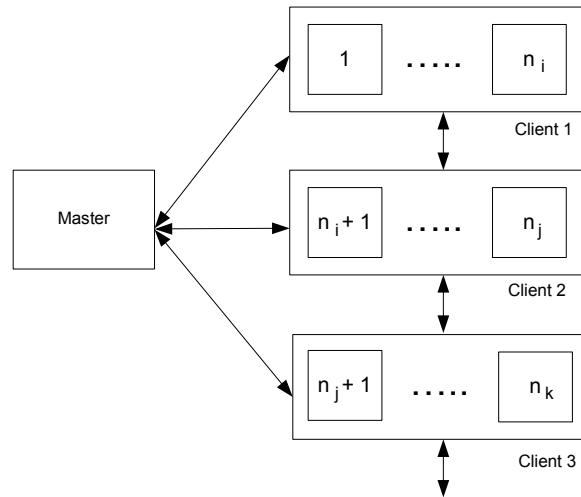 1 ..... n i
Client 1
Master
n i + 1 ..... n j
Client 2
n j + 1 ..... n k
Client 3